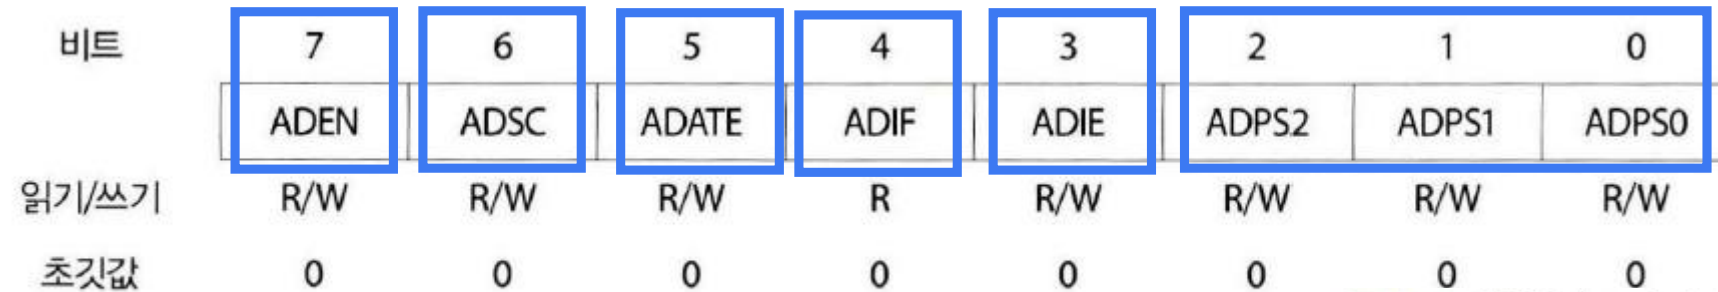 비트 7 6 5 4 3 2 1 0
ADEN ADSC ADATE ADIF ADIE ADPS2 ADPS1 ADPS0
읽기/쓰기 R/W R/W R/W R R/W R/W R/W R/W
초깃값 0 0 0 0 0 0 0 0